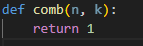 def comb(n, k):
    return 1